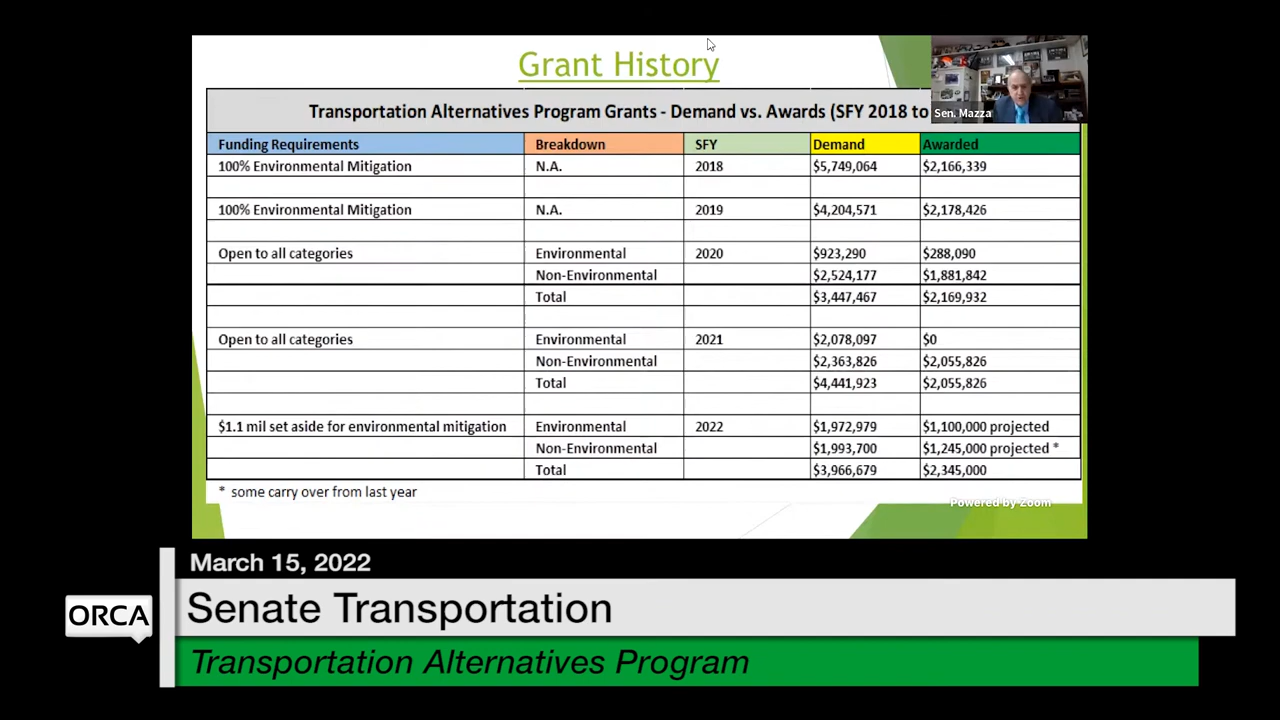 Grant History
Sen. Mazza
Transportation Alternatives Program Grants - Demand vs. Awards (SFY 2018 to
Funding Requirements Breakdown SFY Demand Awarded
100% Environmental Mitigation N.A. 2018 $5,749,064 $2,166,339
100% Environmental Mitigation N.A. 2019 $4,204,571 $2,178,426
Open to all categories Environmental 2020 $923,290 $288,090
Non-Environmental $2,524,177 $1,881,842
Total $3,447,467 $2,169,932
Open to all categories Environmental 2021 $2,078,097 $0
Non-Environmental $2,363,826 $2,055,826
Total $4,441,923 $2,055,826
$1.1 mil set aside for environmental mitigation Environmental 2022 $1,972,979 $1,100,000 projected
Non-Environmental $1,993,700 $1,245,000 projected *
Total $3,966,679 $2,345,000
* some carry over from last year
Powered by Zoom
March 15, 2022
ORCA
Senate Transportation
Transportation Alternatives Program